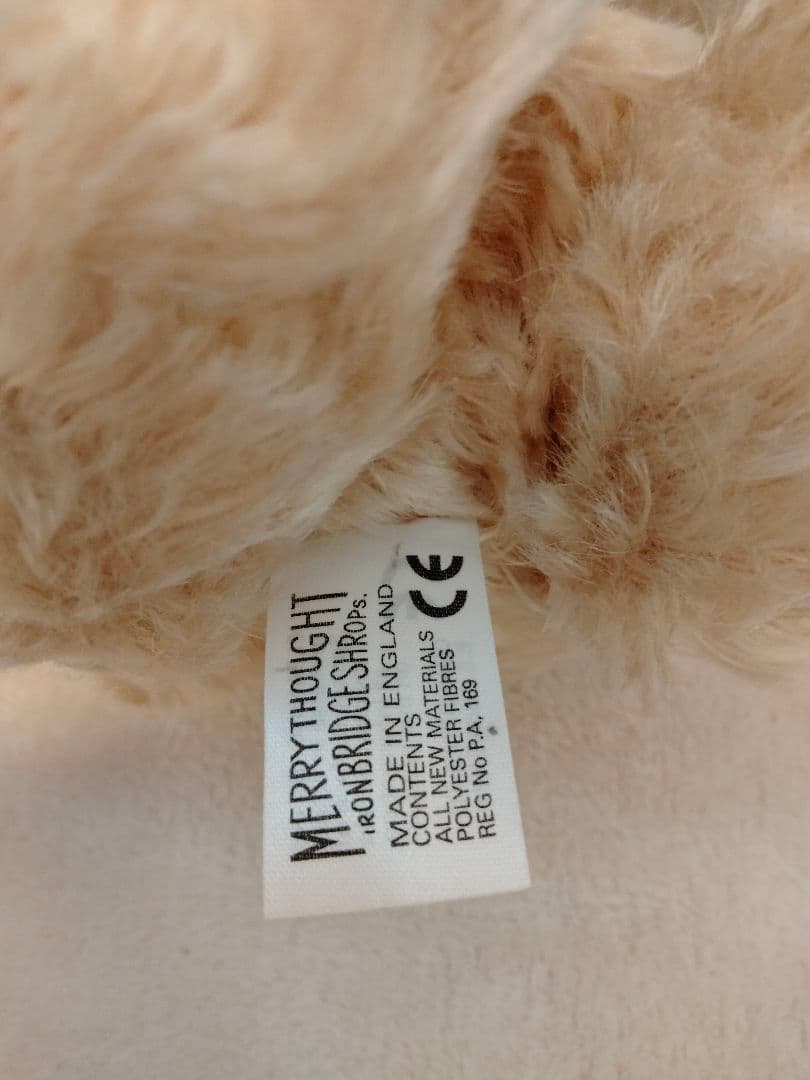 MERRYTHOUGHT
IRONBRIDGE SHROPS.
MADE IN ENGLAND
CONTENTS
ALL NEW MATERIALS
POLYESTER FIBRES
REG No P.A. 169
CE